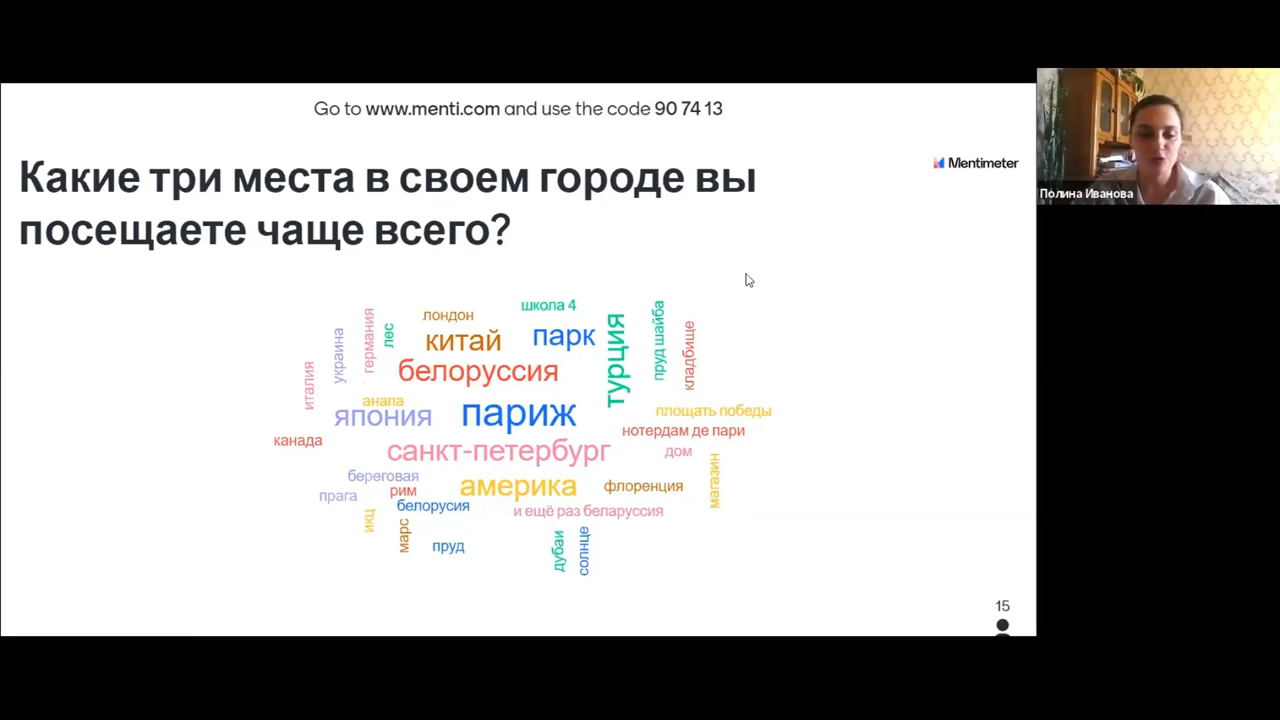 Go to www.menti.com and use the code 90 74 13
Mentimeter
Какие три места в своем городе вы
посещаете чаще всего?
Полина Иванова
школа 4
лондон
китай
парк
турция
пруд шайба
кладбище
украина
германия
лес
италия
белоруссия
анапа
япония
париж
площать победы
нотердам де пари
канада
санкт-петербург
дом
магазин
береговая
прага
рим
америка
флоренция
белорусия
и ещё раз беларуссия
икц
марс
пруд
дубаи
солнце
15